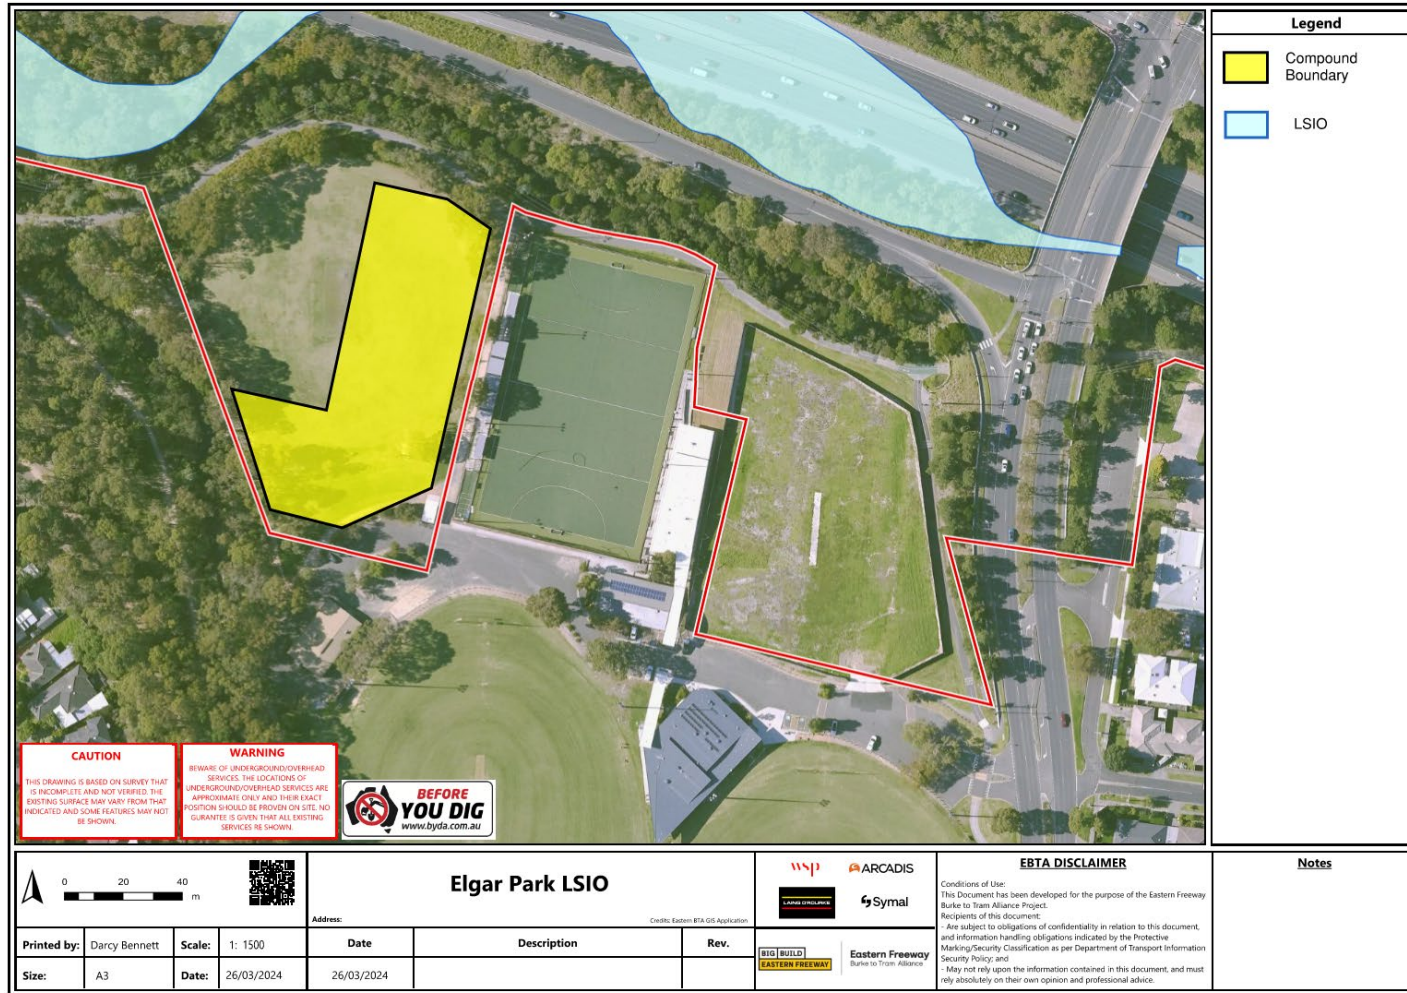 Legend
Compound
Boundary
LSIO
CAUTION
THIS DRAWING IS BASED ON SURVEY THAT
IS INCOMPLETE AND NOT VERIFIED. THE
EXISTING SURFACE MAY VARY FROM THAT
INDICATED AND SOME FEATURES MAY NOT
BE SHOWN.
WARNING
BEWARE OF UNDERGROUND/OVERHEAD
SERVICES. THE LOCATIONS OF
UNDERGROUND/OVERHEAD SERVICES ARE
APPROXIMATE ONLY AND THEIR EXACT
POSITION SHOULD BE PROVEN ON SITE. NO
GURANTEE IS GIVEN THAT ALL EXISTING
SERVICES RE SHOWN.
BEFORE
YOU DIG
www.byda.com.au
0 20 40
m
Elgar Park LSIO
Address:
Credits: Eastern BTA GIS Application
Printed by: Darcy Bennett Scale: 1: 1500
Size: A3 Date: 26/03/2024
Date Description Rev.
26/03/2024
wsp ARCADIS
LAING O'ROURKE Symal
BIG BUILD
EASTERN FREEWAY
Eastern Freeway
Burke to Tram Alliance
EBTA DISCLAIMER
Conditions of Use:
This Document has been developed for the purpose of the Eastern Freeway
Burke to Tram Alliance Project.
Recipients of this document:
- Are subject to obligations of confidentiality in relation to this document,
and information handling obligations indicated by the Protective
Marking/Security Classification as per Department of Transport Information
Security Policy; and
- May not rely upon the information contained in this document, and must
rely absolutely on their own opinion and professional advice.
Notes